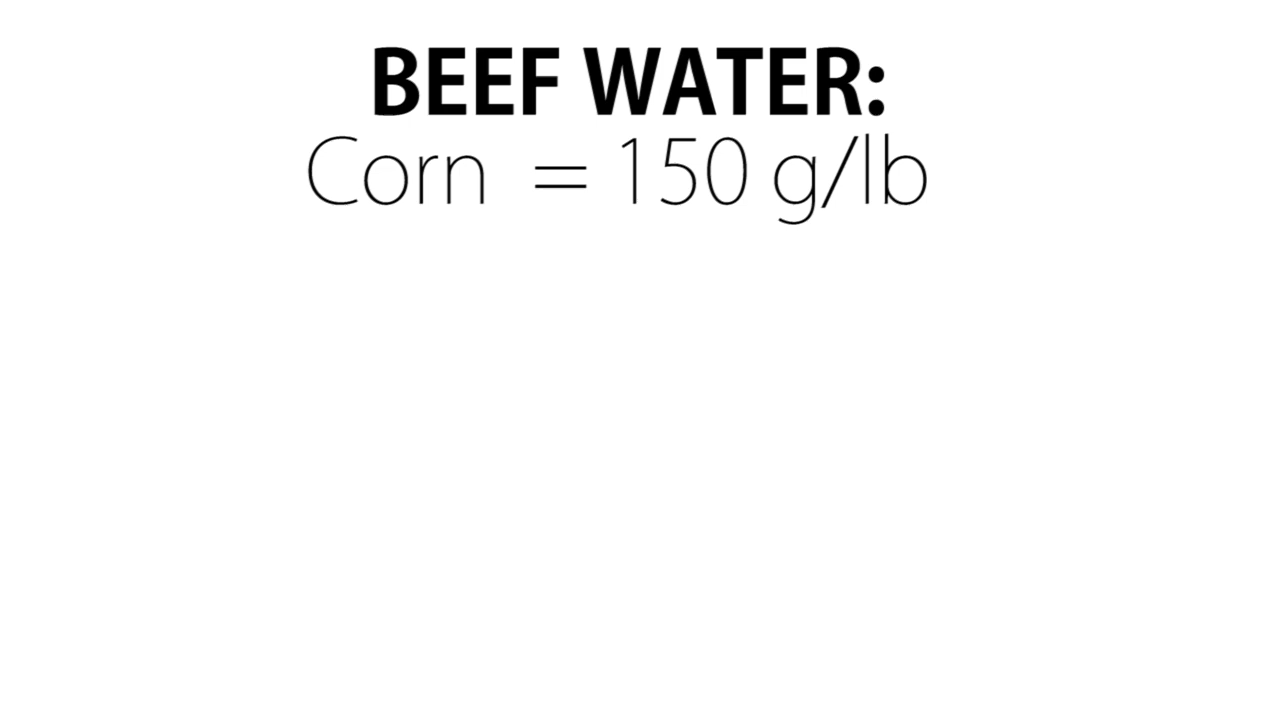 BEEF WATER:
Corn = 150 g/lb